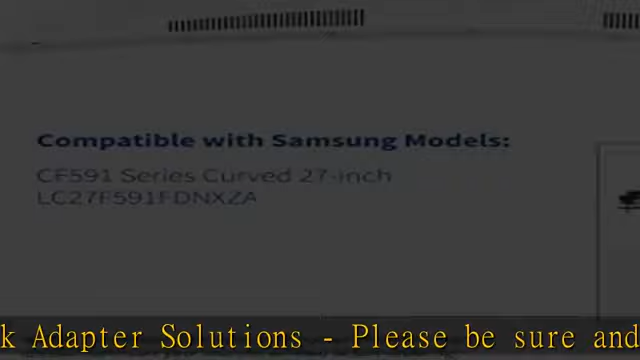 Compatible with Samsung Models:
CF591 Series Curved 27-inch
LC27F591FDNXZA
k Adapter Solutions - Please be sure and